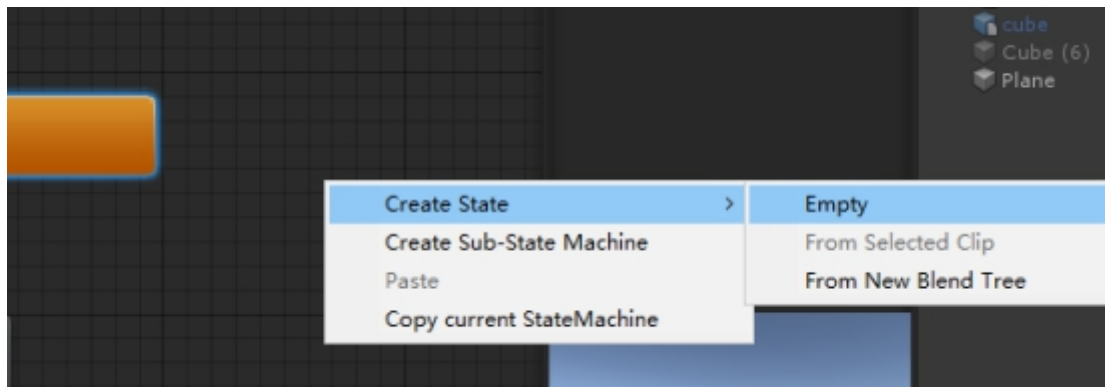 cube
Cube (6)
Plane
Create State
Empty
Create Sub-State Machine
From Selected Clip
Paste
From New Blend Tree
Copy current StateMachine